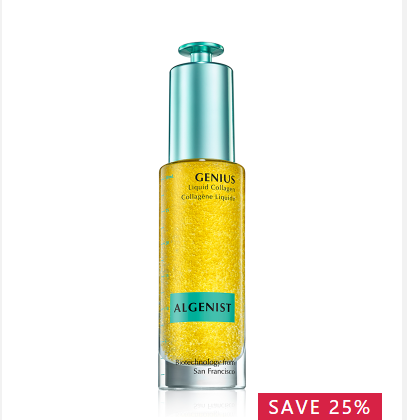 GENIUS
Liquid Collagen
Collagène Liquide
ALGENIST
Biotechnology from
San Francisco
SAVE 25%